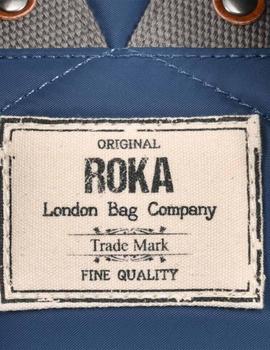 ORIGINAL
ROKA
London Bag Company
Trade Mark
FINE QUALITY